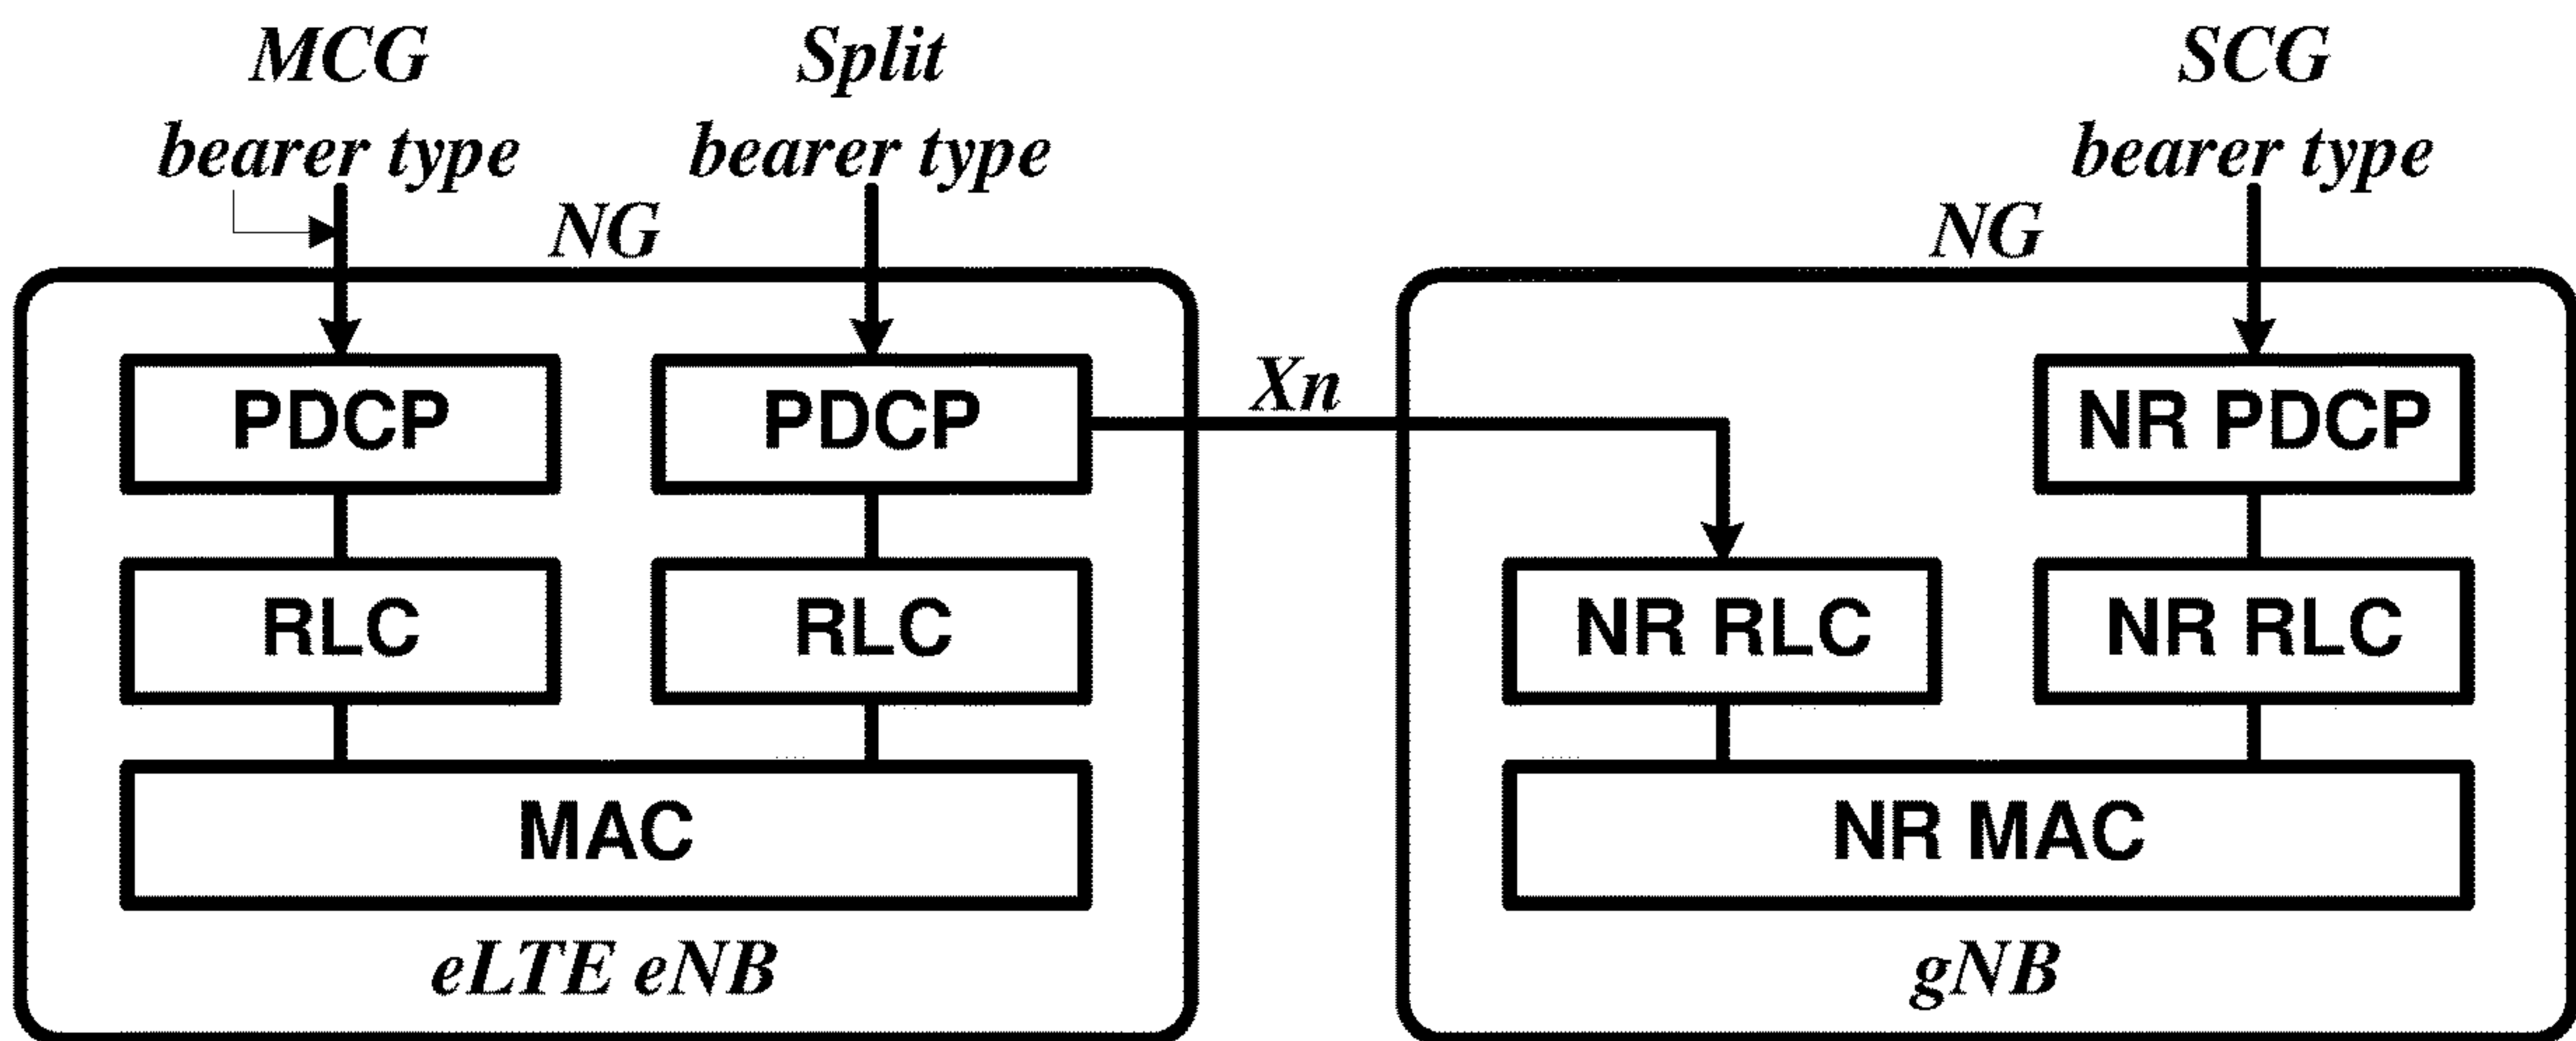 MCG
bearer type
Split
bearer type
SCG
bearer type
NG
NG
Xn
PDCP
PDCP
NR PDCP
RLC
RLC
NR RLC
NR RLC
MAC
NR MAC
eLTE eNB
gNB